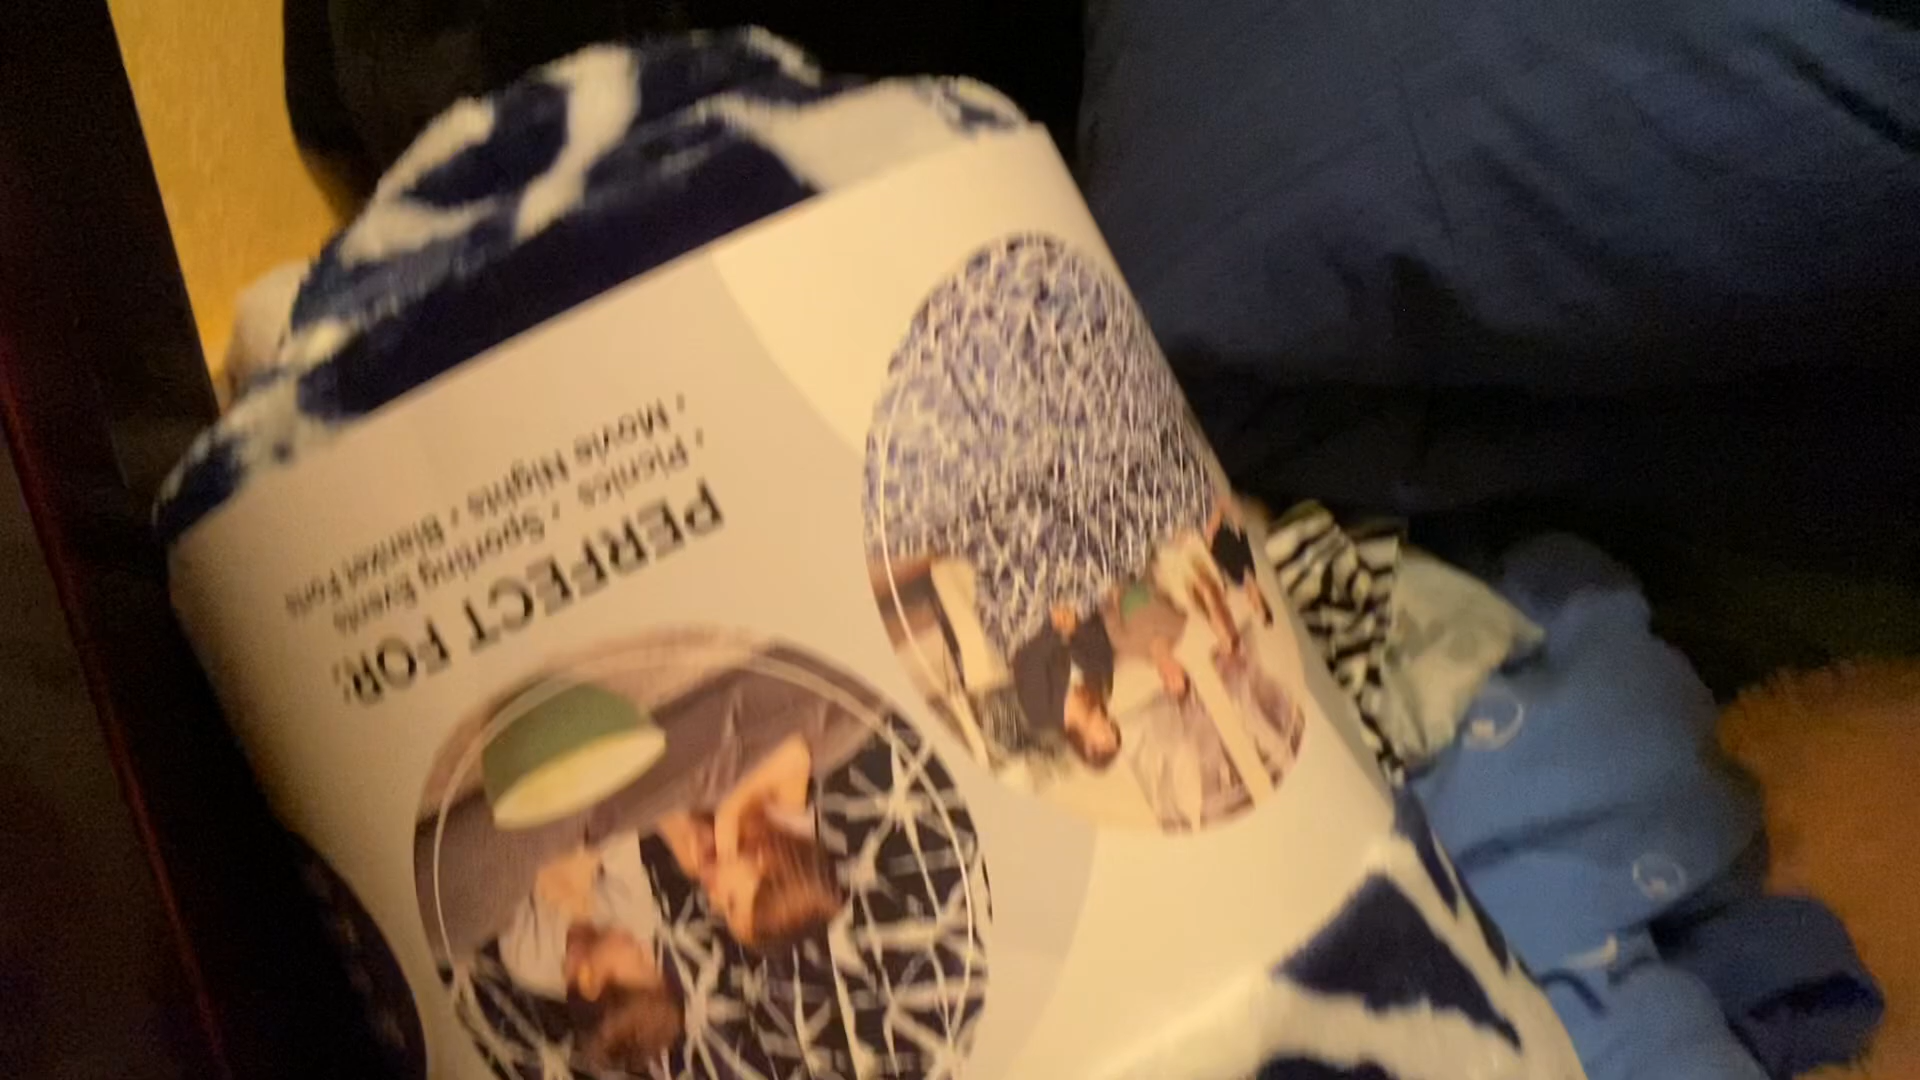 PERFECT FOR:
• Picnics • Sporting Events
• Movie Nights • Blanket Forts